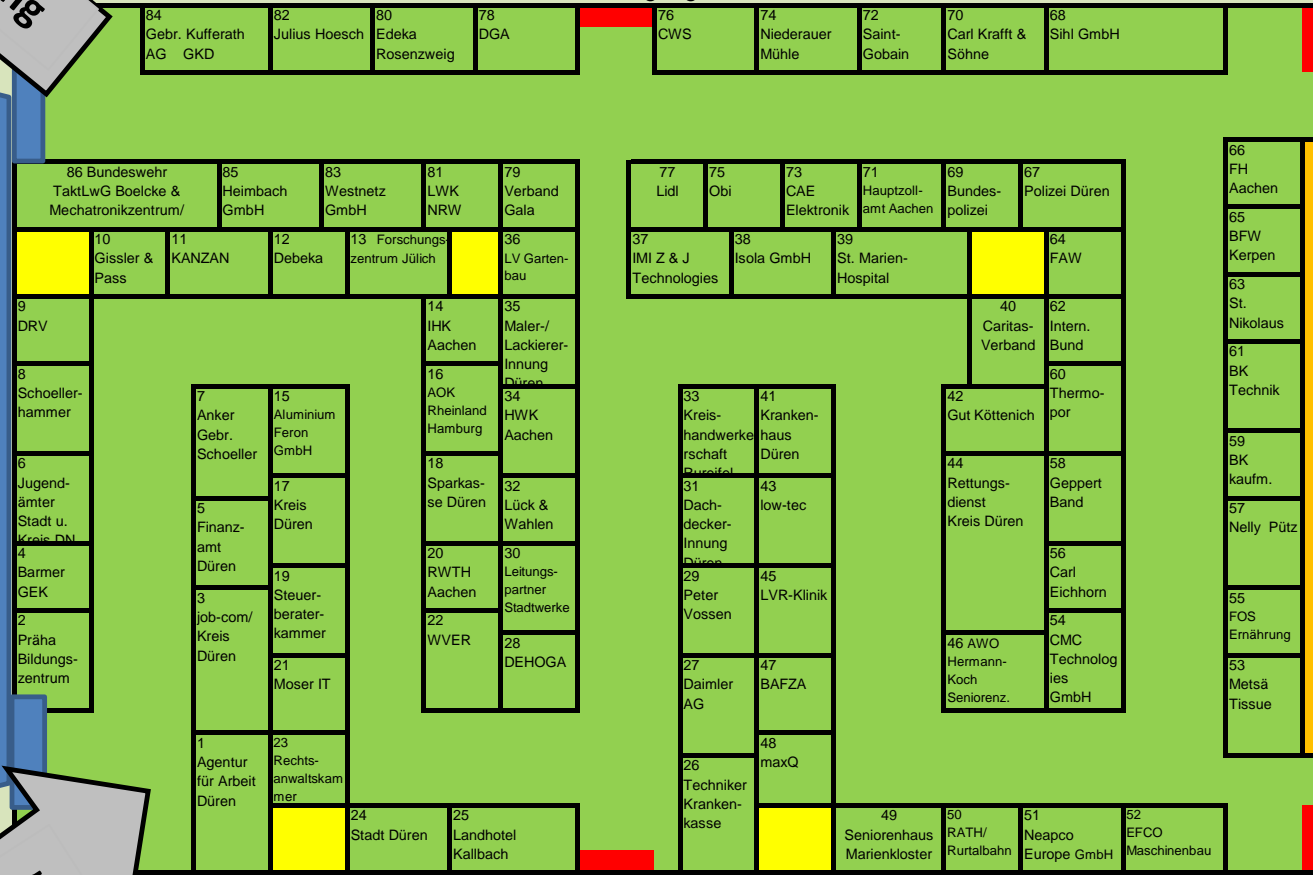 ng
84
Gebr. Kufferath
AG GKD
82
Julius Hoesch
80
Edeka
Rosenzweig
78
DGA
76
CWS
74
Niederauer
Mühle
72
Saint-
Gobain
70
Carl Krafft &
Söhne
68
Sihl GmbH
86 Bundeswehr
TaktLwG Boelcke &
Mechatronikzentrum/
85
Heimbach
GmbH
83
Westnetz
GmbH
81
LWK
NRW
79
Verband
Gala
77
Lidl
75
Obi
73
CAE
Elektronik
71
Hauptzoll-
amt Aachen
69
Bundes-
polizei
67
Polizei Düren
66
FH
Aachen
10
Gissler &
Pass
11
KANZAN
12
Debeka
13 Forschungs-
zentrum Jülich
36
LV Garten-
bau
37
IMI Z & J
Technologies
38
Isola GmbH
39
St. Marien-
Hospital
64
FAW
65
BFW
Kerpen
9
DRV
14
IHK
Aachen
35
Maler-/
Lackierer-
Innung
Düren
40
Caritas-
Verband
62
Intern.
Bund
63
St.
Nikolaus
8
Schoeller-
hammer
7
Anker
Gebr.
Schoeller
15
Aluminium
Feron
GmbH
16
AOK
Rheinland
Hamburg
34
HWK
Aachen
33
Kreis-
handwerke
rschaft
Rureifel
41
Kranken-
haus
Düren
42
Gut Köttenich
60
Thermo-
por
61
BK
Technik
6
Jugend-
ämter
Stadt u.
Kreis DN
5
Finanz-
amt
Düren
17
Kreis
Düren
18
Sparkas-
se Düren
32
Lück &
Wahlen
31
Dach-
decker-
Innung
Düren
43
low-tec
44
Rettungs-
dienst
Kreis Düren
58
Geppert
Band
59
BK
kaufm.
57
Nelly Pütz
4
Barmer
GEK
3
job-com/
Kreis
Düren
19
Steuer-
berater-
kammer
20
RWTH
Aachen
30
Leitungs-
partner
Stadtwerke
29
Peter
Vossen
45
LVR-Klinik
56
Carl
Eichhorn
55
FOS
Ernährung
2
Präha
Bildungs-
zentrum
21
Moser IT
22
WVER
28
DEHOGA
27
Daimler
AG
47
BAFZA
46 AWO
Hermann-
Koch
Seniorenz.
54
CMC
Technolog
ies
GmbH
53
Metsä
Tissue
1
Agentur
für Arbeit
Düren
23
Rechts-
anwaltskam
mer
26
Techniker
Kranken-
kasse
48
maxQ
24
Stadt Düren
25
Landhotel
Kallbach
49
Seniorenhaus
Marienkloster
50
RATH/
Rurtalbahn
51
Neapco
Europe GmbH
52
EFCO
Maschinenbau